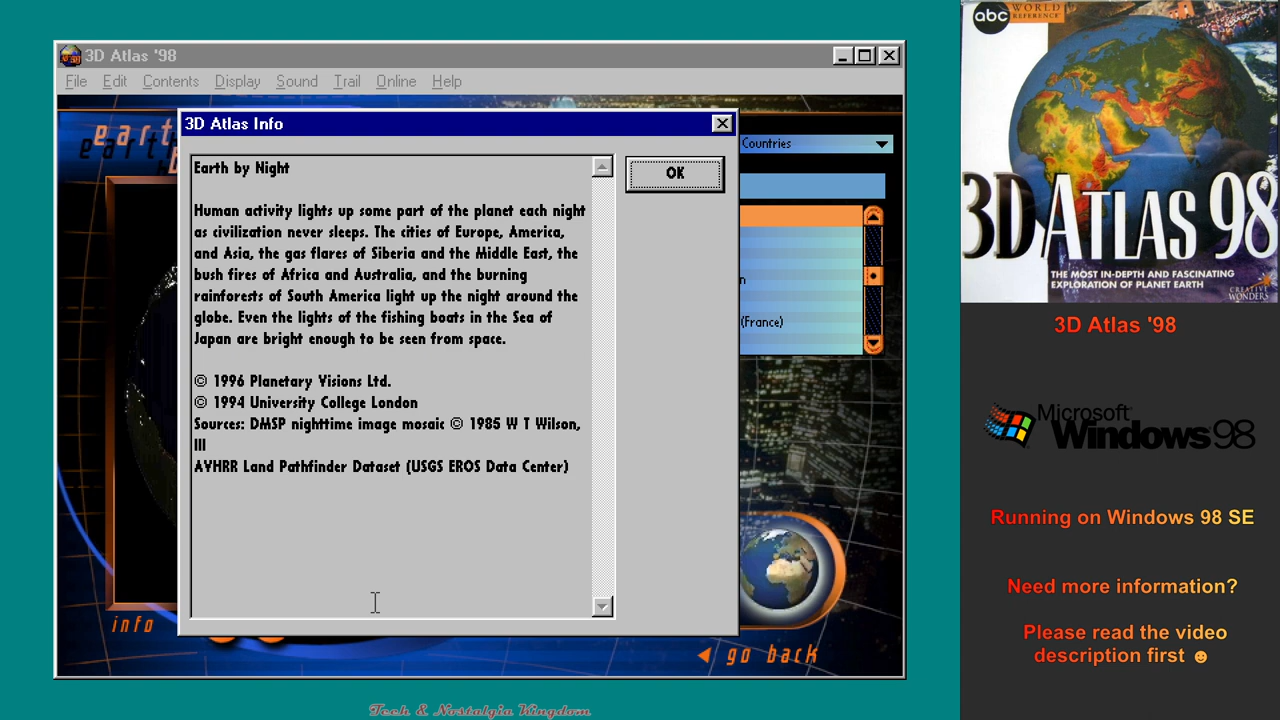 3D Atlas '98
File Edit Contents Display Sound Trail Online Help
3D Atlas Info
Earth by Night
Human activity lights up some part of the planet each night
as civilization never sleeps. The cities of Europe, America,
and Asia, the gas flares of Siberia and the Middle East, the
bush fires of Africa and Australia, and the burning
rainforests of South America light up the night around the
globe. Even the lights of the fishing boats in the Sea of
Japan are bright enough to be seen from space.
© 1996 Planetary Visions Ltd.
© 1994 University College London
Sources: DMSP nighttime image mosaic © 1985 W T Wilson,
III
AVHRR Land Pathfinder Dataset (USGS EROS Data Center)
OK
Countries
(France)
info
go back
Tech & Nostalgia Kingdom
abc WORLD
REFERENCE
3D ATLAS 98
THE MOST IN-DEPTH AND FASCINATING
EXPLORATION OF PLANET EARTH
CREATIVE
WONDERS
3D Atlas '98
Microsoft
Windows 98
Running on Windows 98 SE
Need more information?
Please read the video
description first ☻